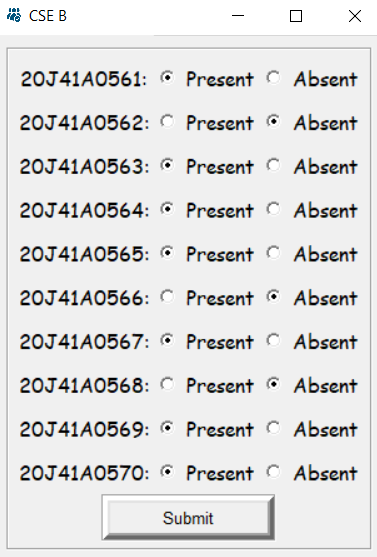 CSE B
20J41A0561: Present Absent
20J41A0562: Present Absent
20J41A0563: Present Absent
20J41A0564: Present Absent
20J41A0565: Present Absent
20J41A0566: Present Absent
20J41A0567: Present Absent
20J41A0568: Present Absent
20J41A0569: Present Absent
20J41A0570: Present Absent
Submit